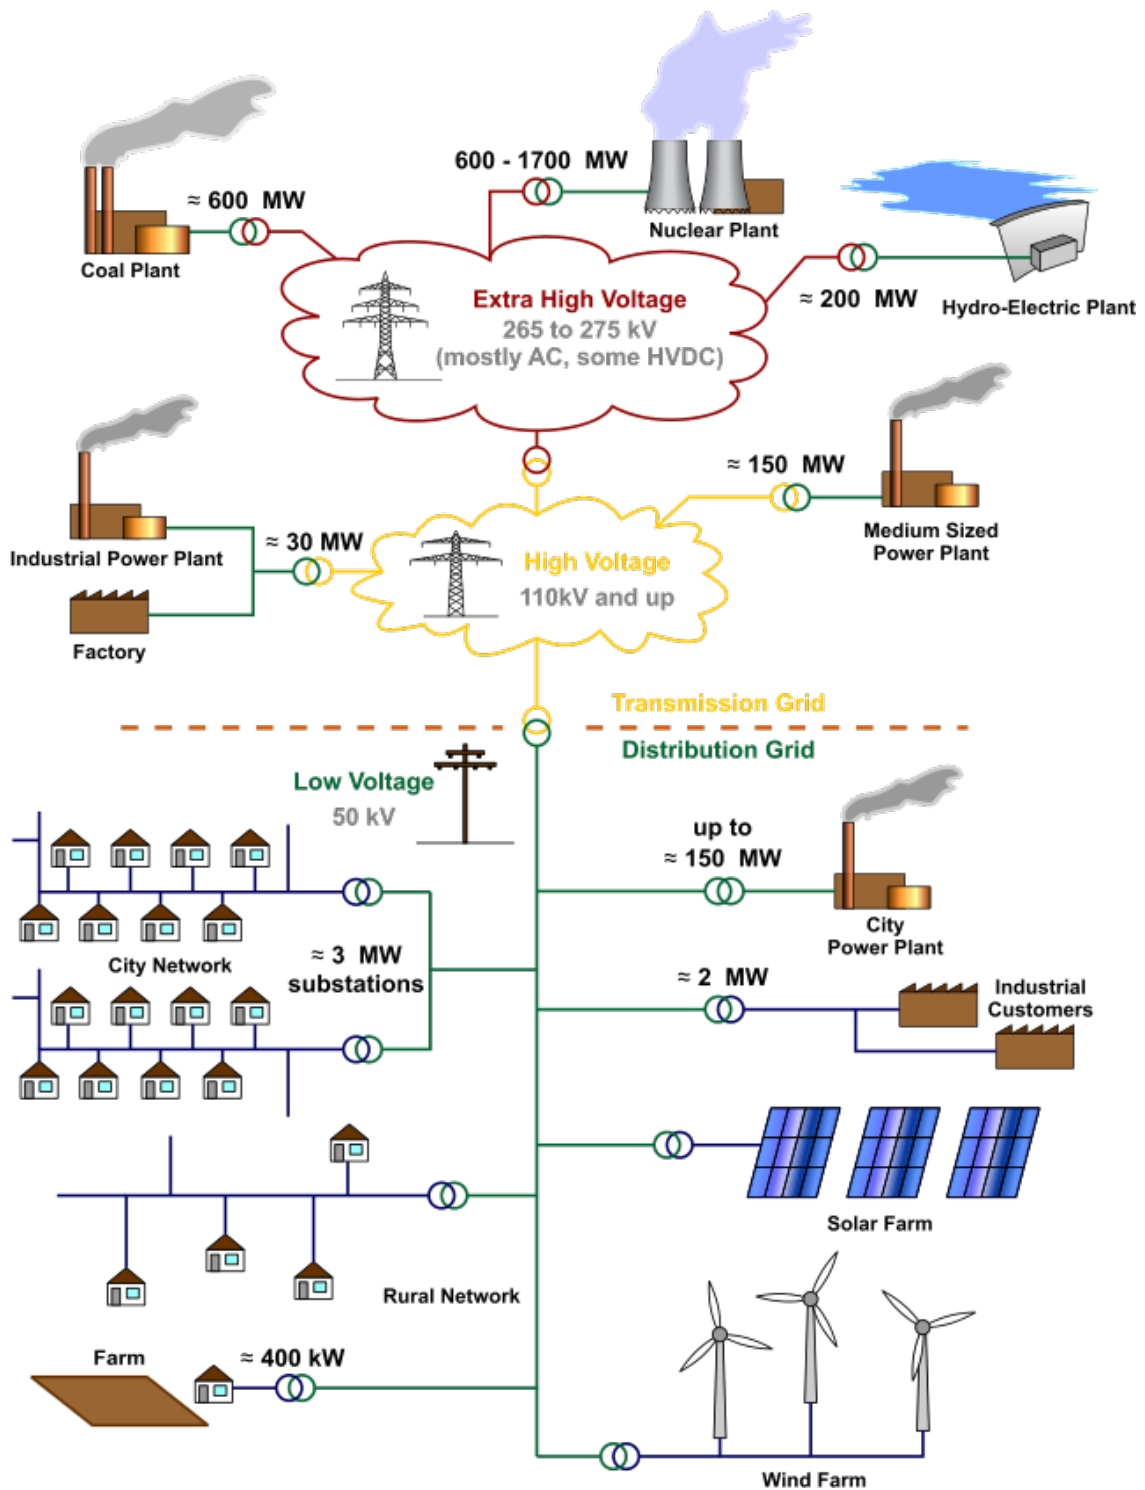 600 - 1700 MW
≈ 600 MW
Nuclear Plant
Coal Plant
Extra High Voltage
265 to 275 kV
(mostly AC, some HVDC)
≈ 200 MW
Hydro-Electric Plant
≈ 150 MW
Medium Sized
Power Plant
Industrial Power Plant
≈ 30 MW
High Voltage
110kV and up
Factory
Transmission Grid
Distribution Grid
Low Voltage
50 kV
up to
≈ 150 MW
City
Power Plant
City Network
≈ 3 MW
substations
≈ 2 MW
Industrial
Customers
Solar Farm
Rural Network
Farm
≈ 400 kW
Wind Farm